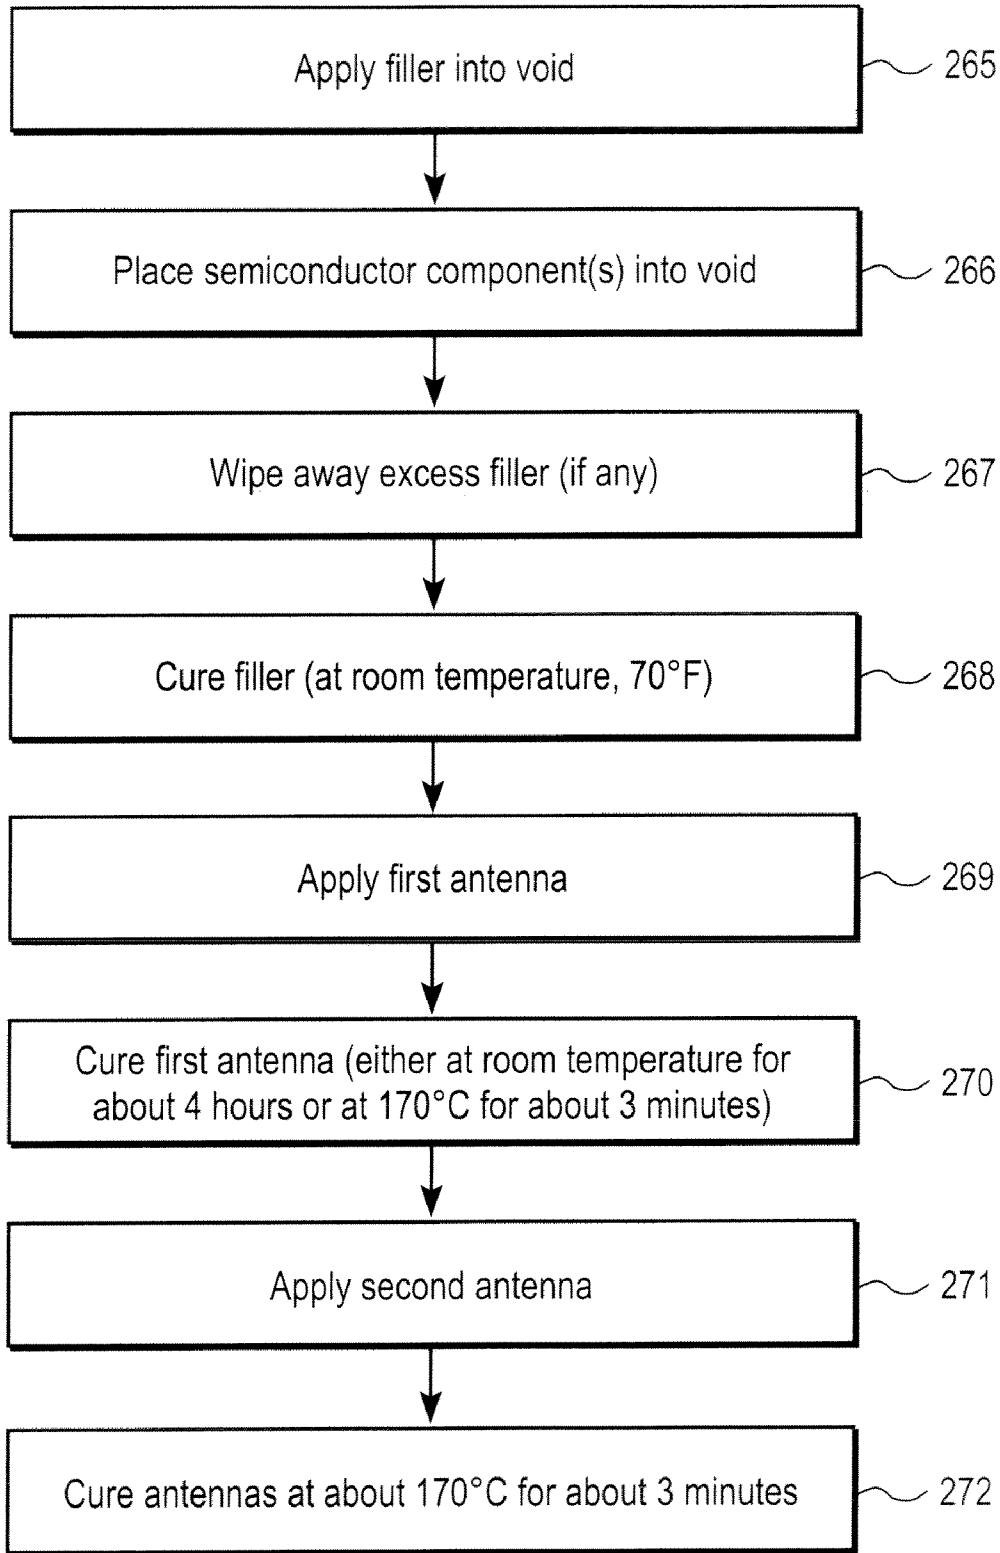 Apply filler into void
265
Place semiconductor component(s) into void
266
Wipe away excess filler (if any)
267
Cure filler (at room temperature, 70°F)
268
Apply first antenna
269
Cure first antenna (either at room temperature for
about 4 hours or at 170°C for about 3 minutes)
270
Apply second antenna
271
Cure antennas at about 170°C for about 3 minutes
272